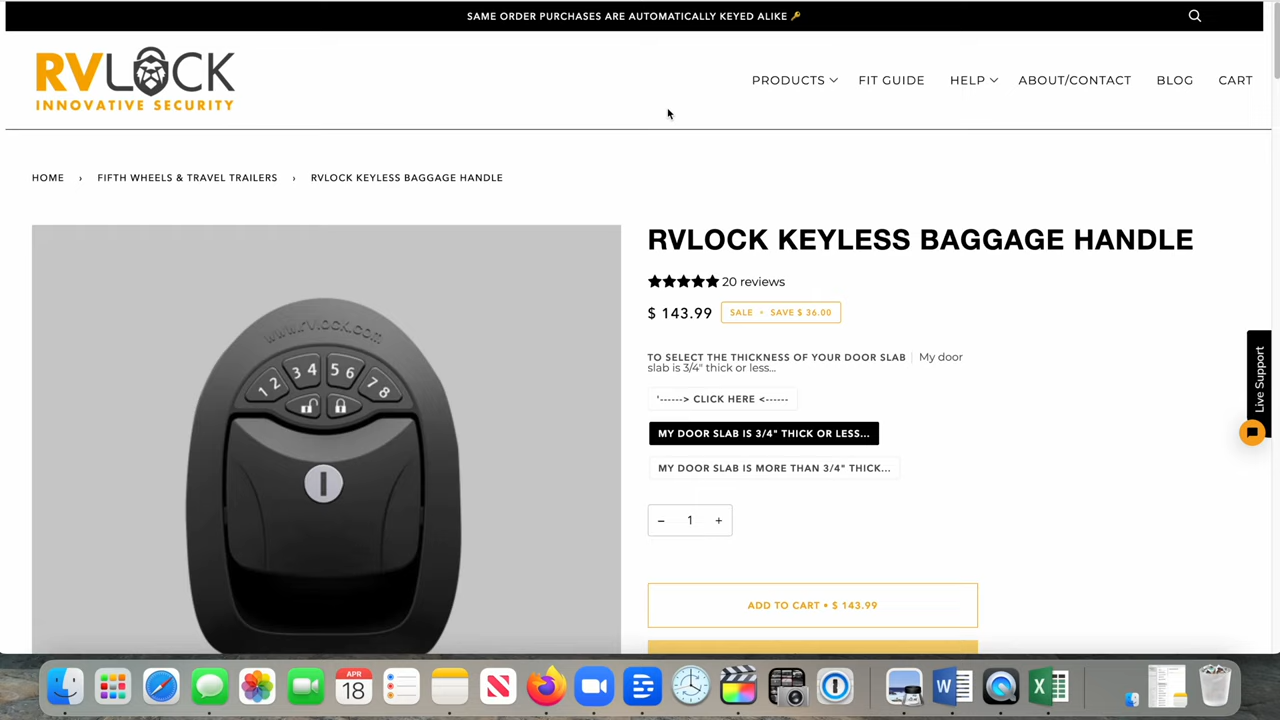 SAME ORDER PURCHASES ARE AUTOMATICALLY KEYED ALIKE 🔑
RVLOCK
INNOVATIVE SECURITY
PRODUCTS
FIT GUIDE
HELP
ABOUT/CONTACT
BLOG
CART
HOME › FIFTH WHEELS & TRAVEL TRAILERS › RVLOCK KEYLESS BAGGAGE HANDLE
www.rvlock.com
1 2
3 4
5 6
7 8
RVLOCK KEYLESS BAGGAGE HANDLE
20 reviews
$ 143.99
SALE • SAVE $ 36.00
TO SELECT THE THICKNESS OF YOUR DOOR SLAB | My door
slab is 3/4" thick or less...
'------> CLICK HERE <------
MY DOOR SLAB IS 3/4" THICK OR LESS...
MY DOOR SLAB IS MORE THAN 3/4" THICK...
− 1 +
ADD TO CART • $ 143.99
Live Support
APR
18